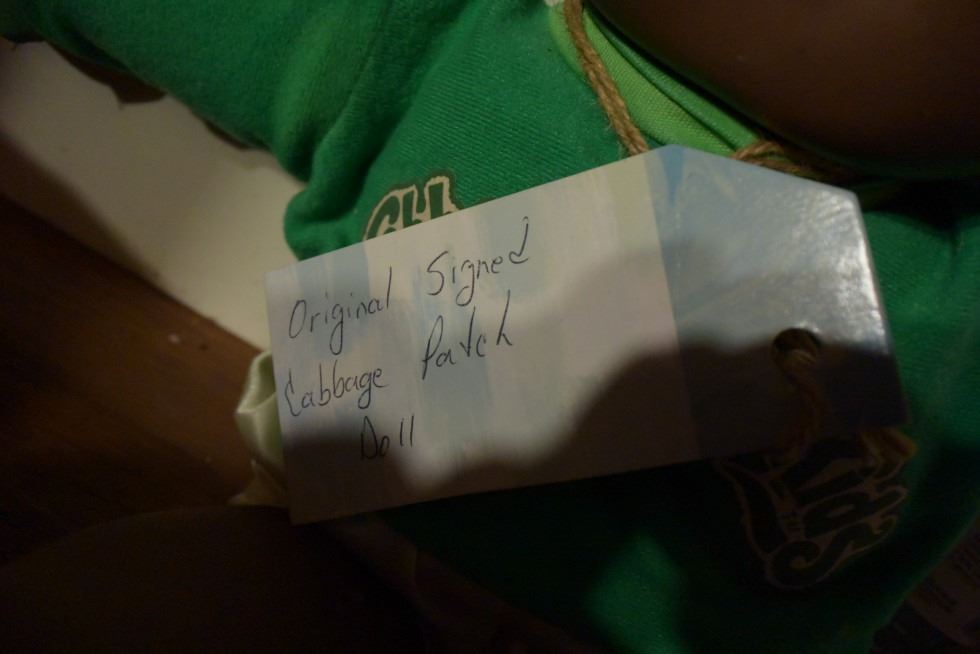 Original Signed
Cabbage Patch
Doll